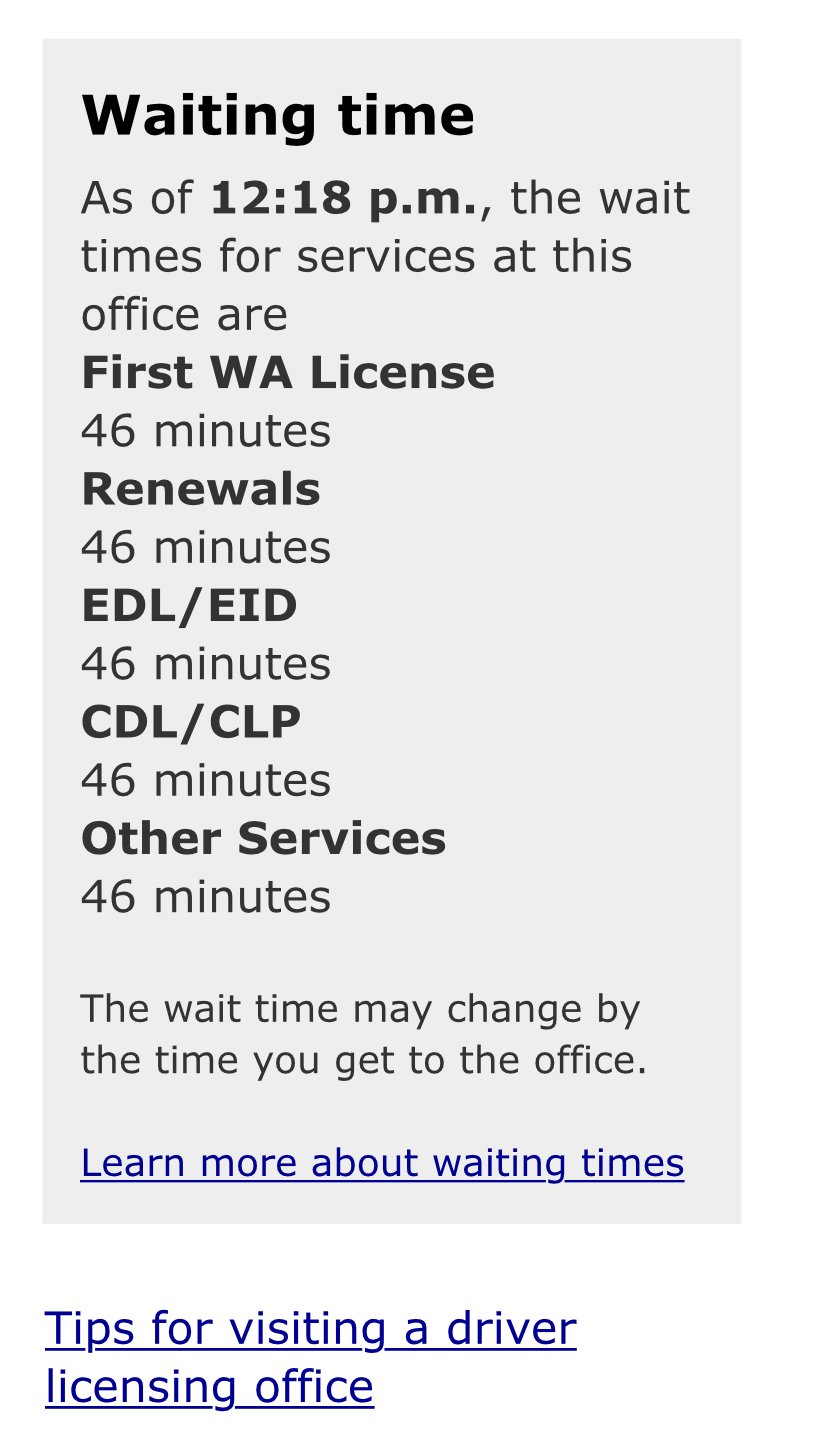 Waiting time
As of 12:18 p.m., the wait
times for services at this
office are
First WA License
46 minutes
Renewals
46 minutes
EDL/EID
46 minutes
CDL/CLP
46 minutes
Other Services
46 minutes
The wait time may change by
the time you get to the office.
Learn more about waiting times
Tips for visiting a driver
licensing office